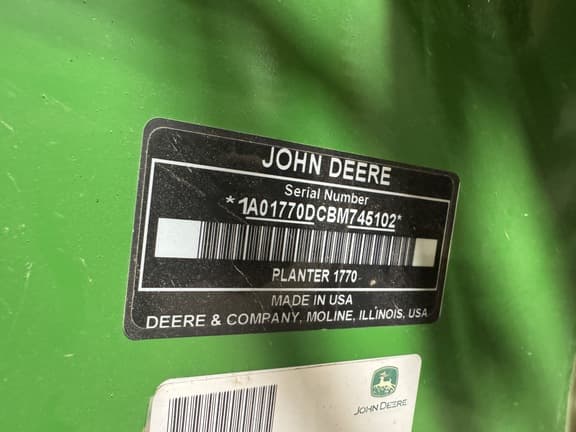 JOHN DEERE
Serial Number
*1A01770DCBM745102*
PLANTER 1770
MADE IN USA
DEERE & COMPANY, MOLINE, ILLINOIS, USA
JOHN DEERE